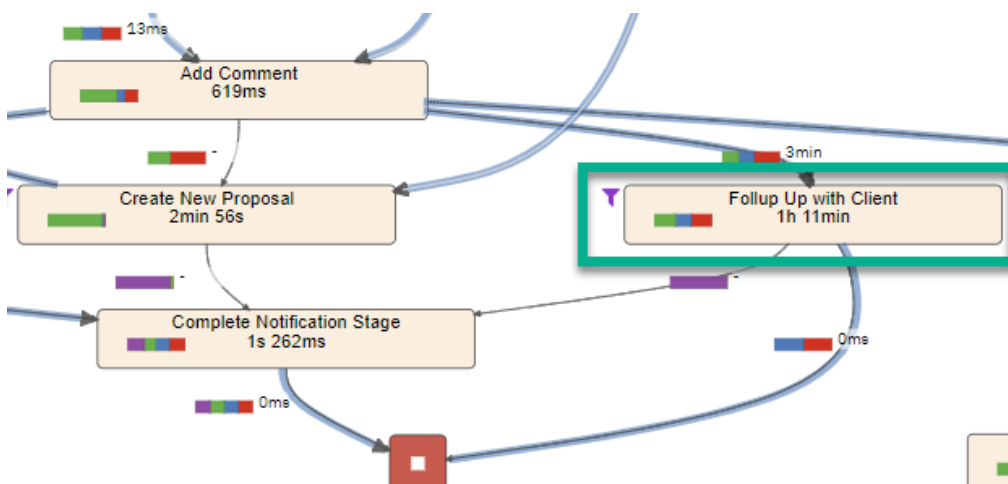 13ms
Add Comment
619ms
-
3min
Create New Proposal
2min 56s
Follup Up with Client
1h 11min
-
-
Complete Notification Stage
1s 262ms
0ms
0ms